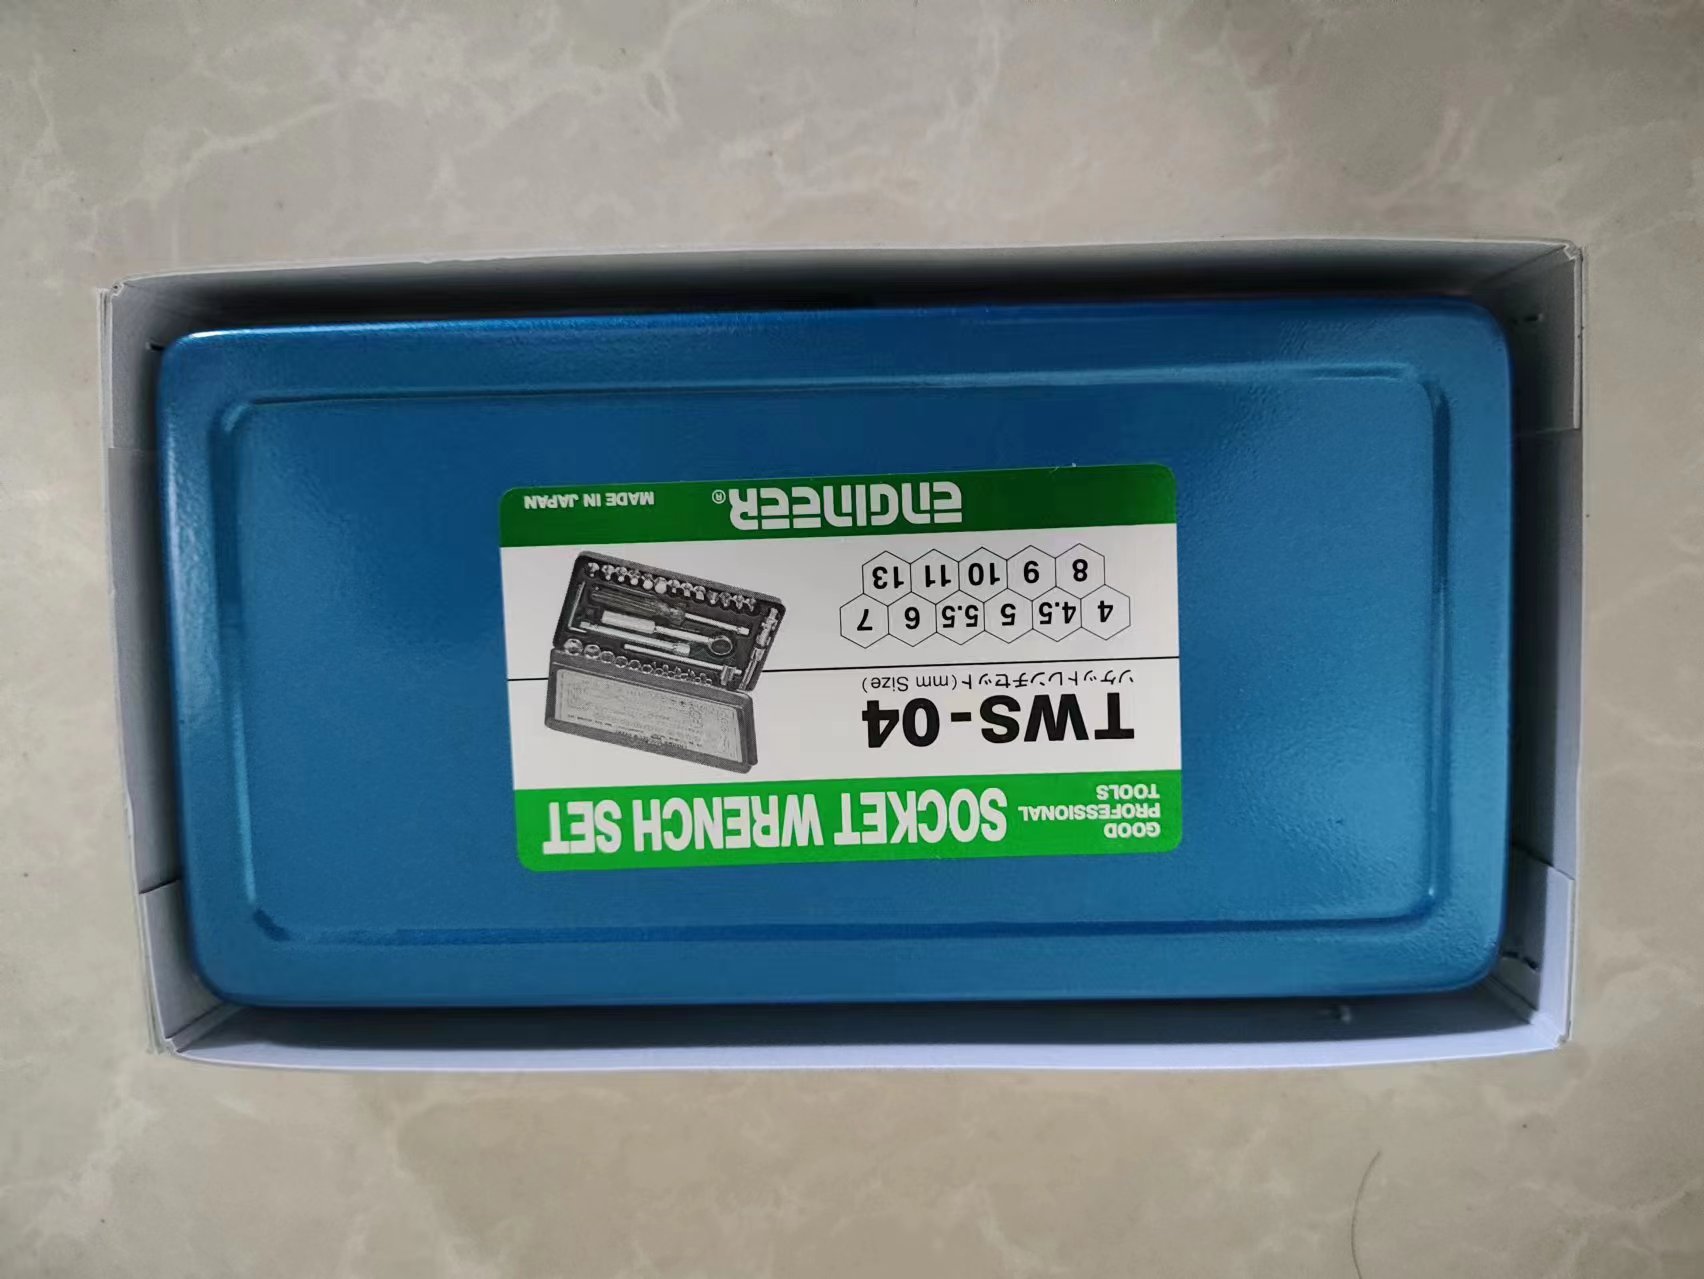 GOOD
PROFESSIONAL
TOOLS
SOCKET WRENCH SET
TWS-04
ソケットレンチセット(mm Size)
4 4.5 5 5.5 6 7
8 9 10 11 13
ENGINEER®
MADE IN JAPAN